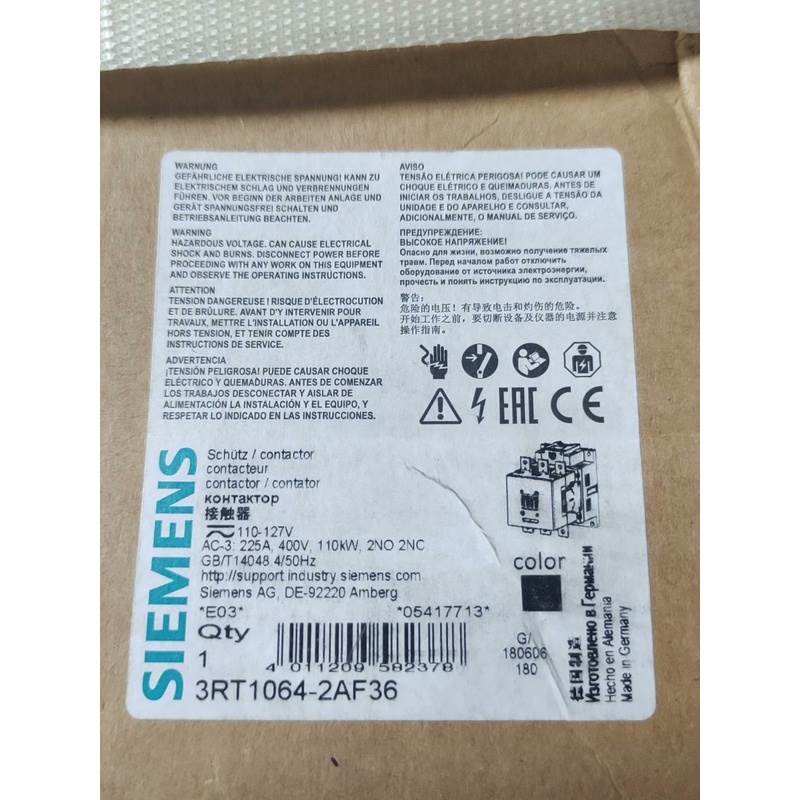 WARNUNG
GEFÄHRLICHE ELEKTRISCHE SPANNUNG! KANN ZU
ELEKTRISCHEM SCHLAG UND VERBRENNUNGEN
FÜHREN. VOR BEGINN DER ARBEITEN ANLAGE UND
GERÄT SPANNUNGSFREI SCHALTEN UND
BETRIEBSANLEITUNG BEACHTEN.
WARNING
HAZARDOUS VOLTAGE. CAN CAUSE ELECTRICAL
SHOCK AND BURNS. DISCONNECT POWER BEFORE
PROCEEDING WITH ANY WORK ON THIS EQUIPMENT
AND OBSERVE THE OPERATING INSTRUCTIONS.
ATTENTION
TENSION DANGEREUSE ! RISQUE D'ÉLECTROCUTION
ET DE BRÛLURE. AVANT D'Y INTERVENIR POUR
TRAVAUX, METTRE L'INSTALLATION OU L'APPAREIL
HORS TENSION, ET TENIR COMPTE DES
INSTRUCTIONS DE SERVICE.
ADVERTENCIA
¡TENSIÓN PELIGROSA! PUEDE CAUSAR CHOQUE
ELÉCTRICO Y QUEMADURAS. ANTES DE COMENZAR
LOS TRABAJOS DESCONECTAR Y AISLAR DE
ALIMENTACIÓN LA INSTALACIÓN Y EL EQUIPO, Y
RESPETAR LO INDICADO EN LAS INSTRUCCIONES.
AVISO
TENSÃO ELÉTRICA PERIGOSA! PODE CAUSAR UM
CHOQUE ELÉTRICO E QUEIMADURAS. ANTES DE
INICIAR OS TRABALHOS, DESLIGUE A TENSÃO DA
UNIDADE E DO APARELHO E CONSULTAR,
ADICIONALMENTE, O MANUAL DE SERVIÇO.
ПРЕДУПРЕЖДЕНИЕ:
ВЫСОКОЕ НАПРЯЖЕНИЕ!
Опасно для жизни, возможно получение тяжелых
травм. Перед началом работ отключить
оборудование от источника электроэнергии,
прочесть и понять инструкцию по эксплуатации.
警告:
危险的电压! 有导致电击和灼伤的危险。
开始工作之前, 要切断设备及仪器的电源并注意
操作指南。
EAC CE
SIEMENS
Schütz / contactor
contacteur
contactor / contator
контактор
接触器
110-127V
AC-3: 225A, 400V, 110kW, 2NO 2NC
GB/T14048.4/50Hz
http://support.industry.siemens.com
Siemens AG, DE-92220 Amberg
*E03* *05417713*
Qty
1
4 011209 582378
3RT1064-2AF36
color
G/
180606
180
德国制造
Изготовлено в Германии
Hecho en Alemania
Made in Germany